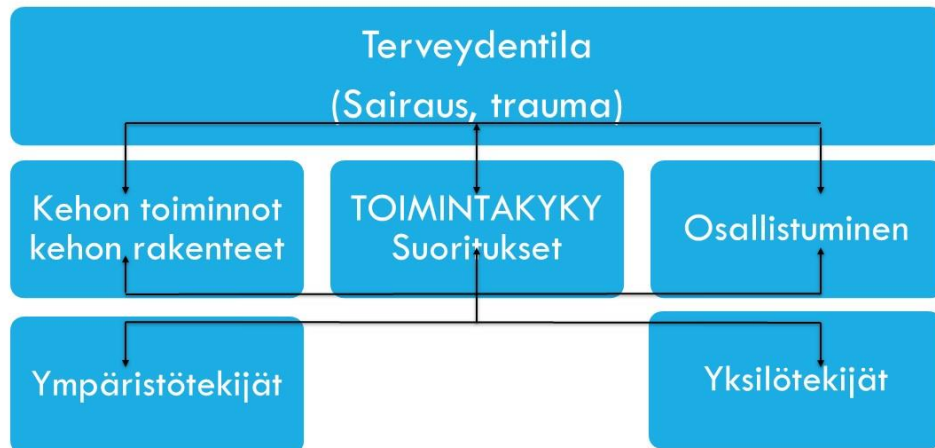 Terveydentila
(Sairaus, trauma)
Kehon toiminnot
kehon rakenteet
TOIMINTAKYKY
Suoritukset
Osallistuminen
Ympäristötekijät
Yksilötekijät